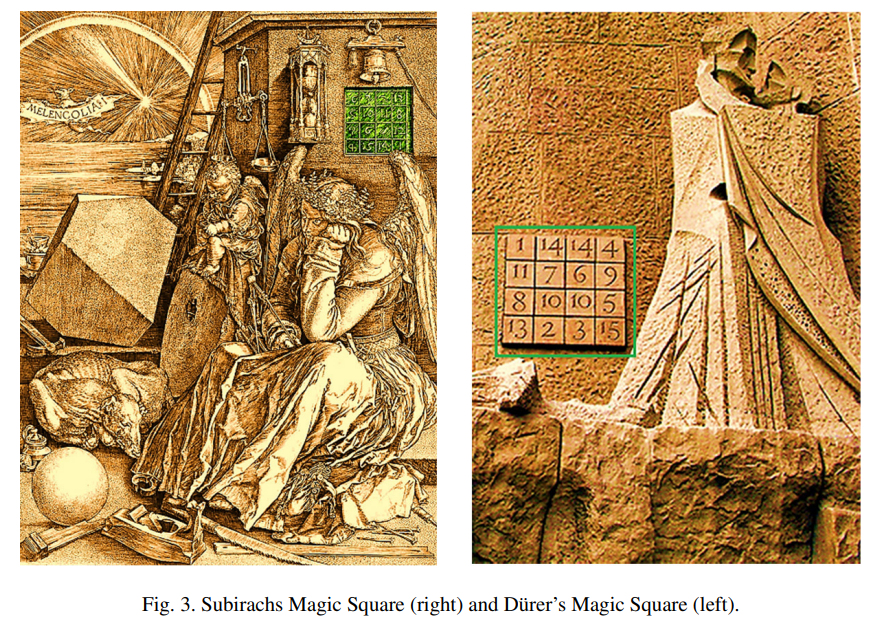 MELENCOLIA I
1 14 14 4
11 7 6 9
8 10 10 5
13 2 3 15
Fig. 3. Subirachs Magic Square (right) and Dürer’s Magic Square (left).